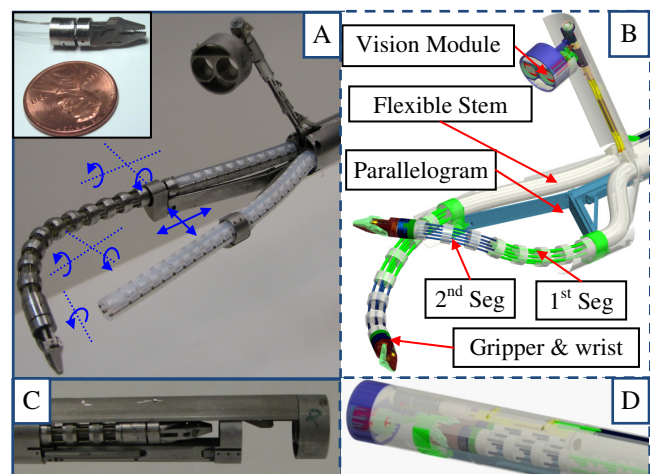 A
B
Vision Module
Flexible Stem
Parallelogram
2nd Seg
1st Seg
Gripper & wrist
C
D